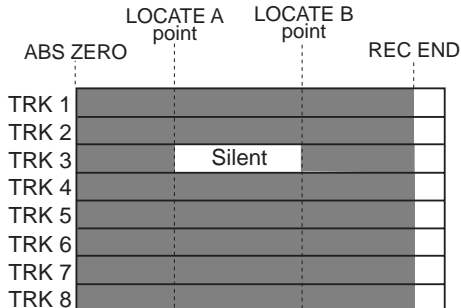 LOCATE A
point
LOCATE B
point
ABS ZERO
REC END
TRK 1
TRK 2
TRK 3
Silent
TRK 4
TRK 5
TRK 6
TRK 7
TRK 8